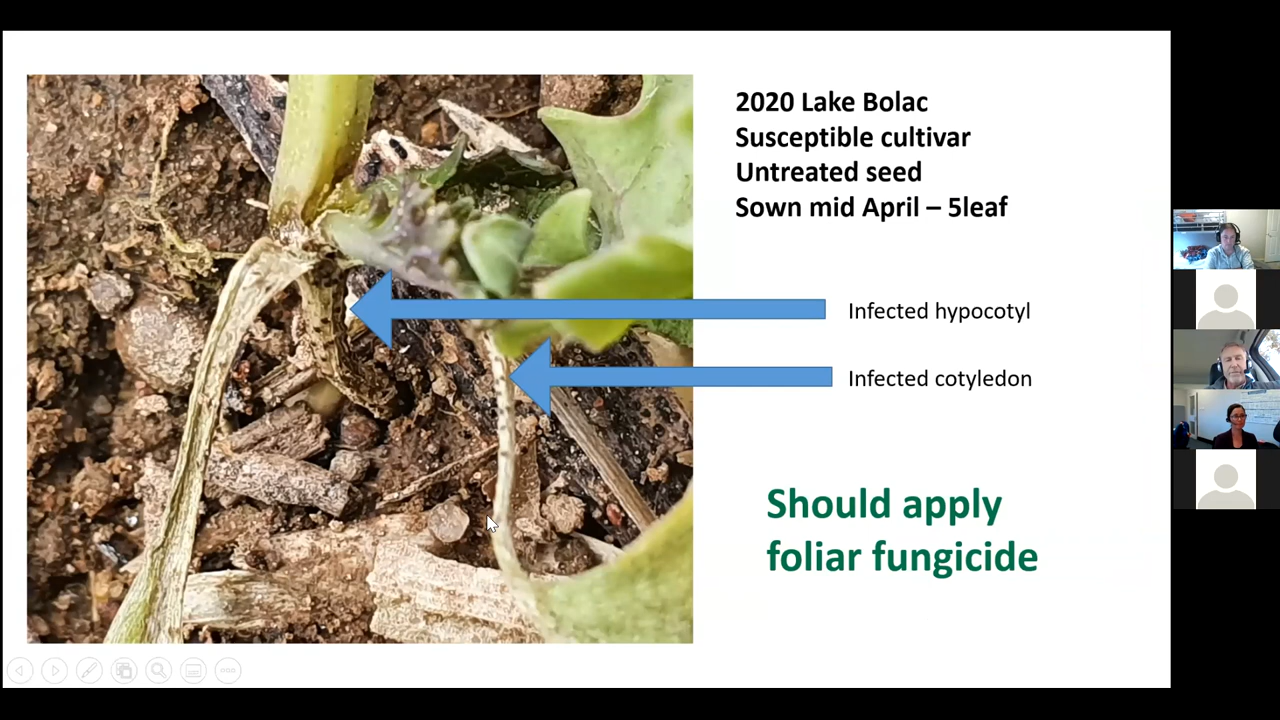 2020 Lake Bolac
Susceptible cultivar
Untreated seed
Sown mid April – 5leaf
Infected hypocotyl
Infected cotyledon
Should apply
foliar fungicide